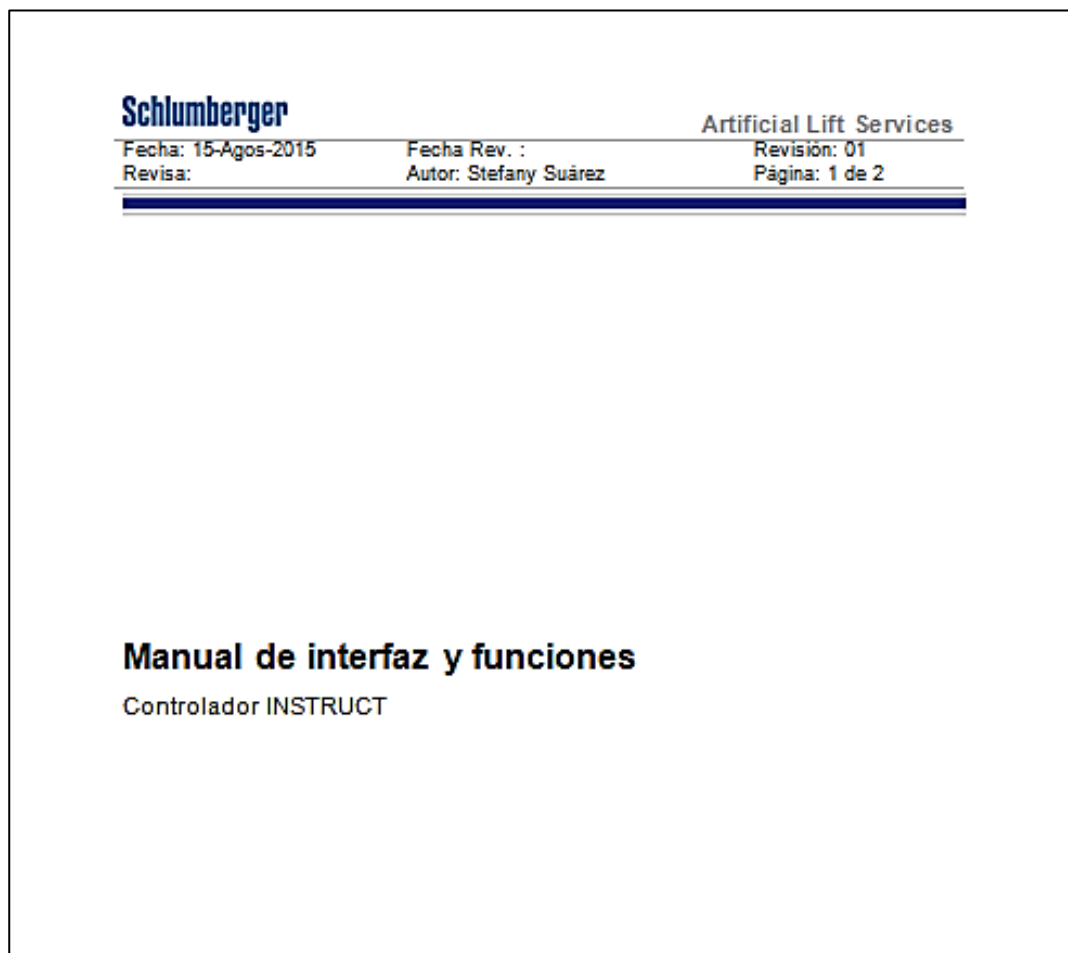 Schlumberger
Artificial Lift Services
Fecha: 15-Agos-2015 Fecha Rev. : Revisión: 01
Revisa: Autor: Stefany Suárez Página: 1 de 2
Manual de interfaz y funciones
Controlador INSTRUCT